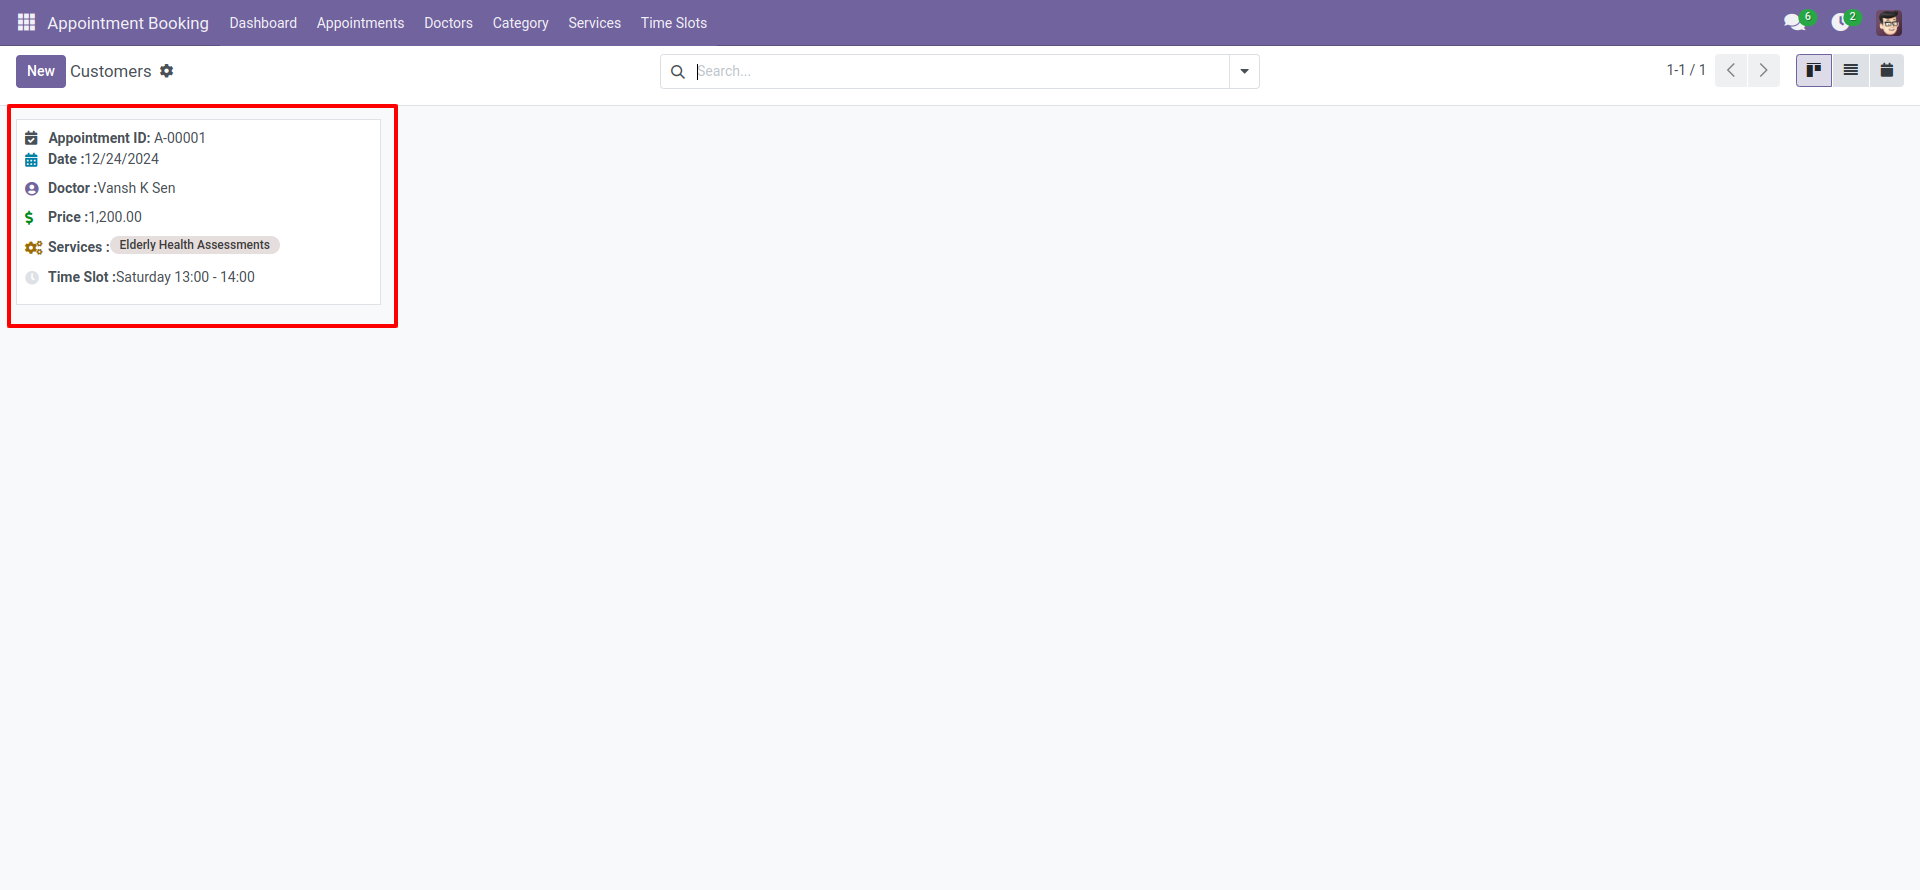 Appointment Booking Dashboard Appointments Doctors Category Services Time Slots 6 2
New Customers Search... 1-1 / 1
Appointment ID: A-00001
Date :12/24/2024
Doctor :Vansh K Sen
Price :1,200.00
Services : Elderly Health Assessments
Time Slot :Saturday 13:00 - 14:00